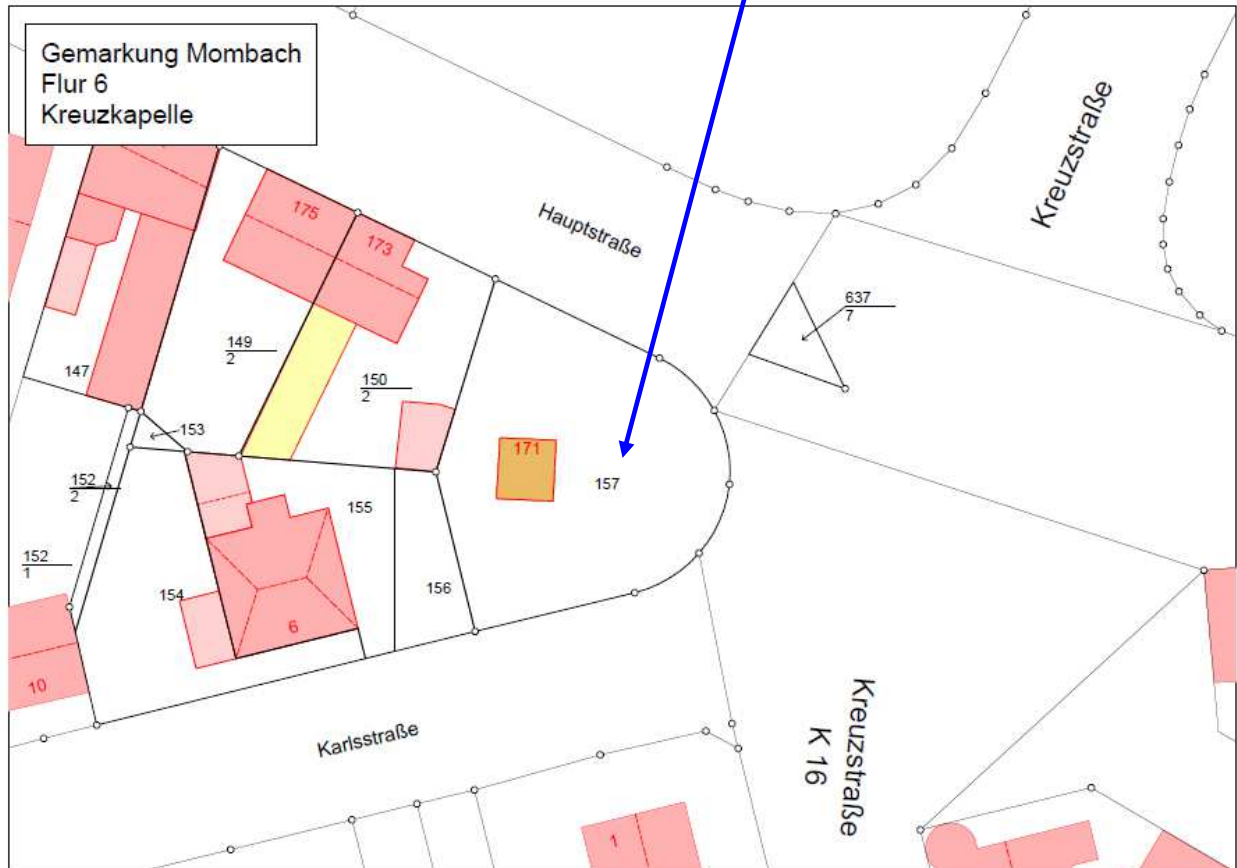 Gemarkung Mombach
Flur 6
Kreuzkapelle
Kreuzstraße
Hauptstraße
175
173
637
7
149
2
147
150
2
153
171
157
152
2
155
152
1
154
156
6
10
Karlsstraße
Kreuzstraße
K 16
1